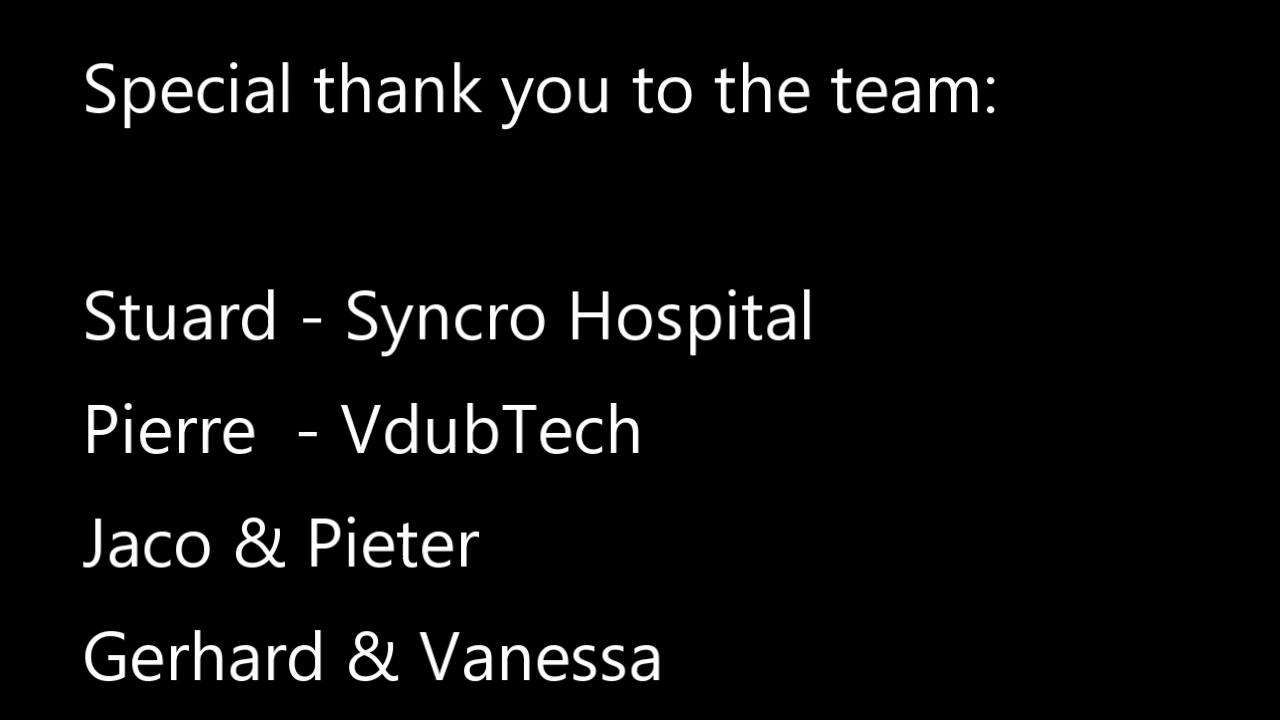 Special thank you to the team:
Stuard - Syncro Hospital
Pierre  - VdubTech
Jaco & Pieter
Gerhard & Vanessa